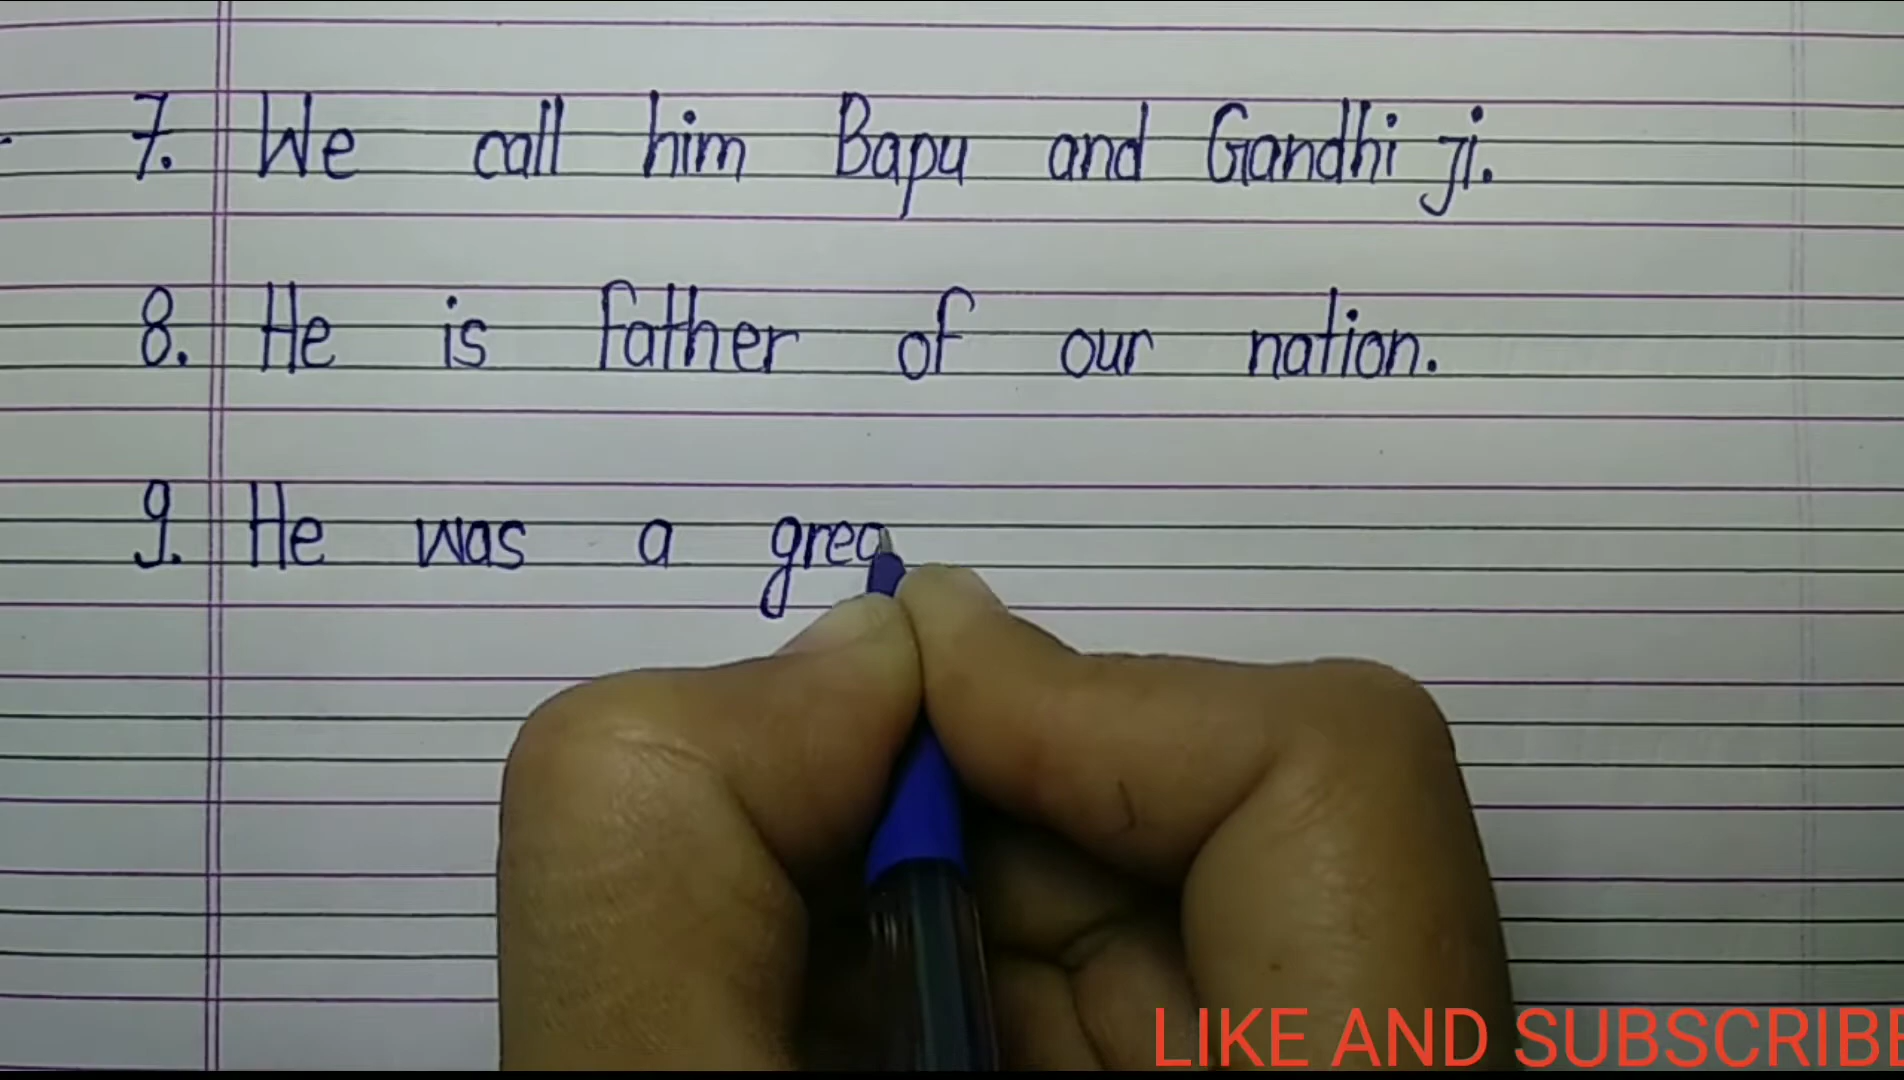 7. We call him Bapu and Gandhi ji.
8. He is father of our nation.
9. He was a grea
LIKE AND SUBSCRIBE